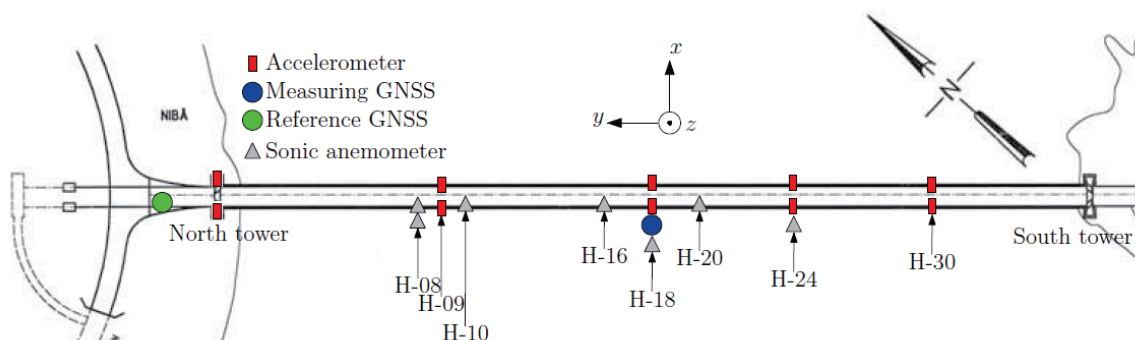 x
Accelerometer
Measuring GNSS
Reference GNSS
Sonic anemometer
NIBÅ
y
z
N
North tower
South tower
H-08
H-09
H-10
H-16
H-18
H-20
H-24
H-30